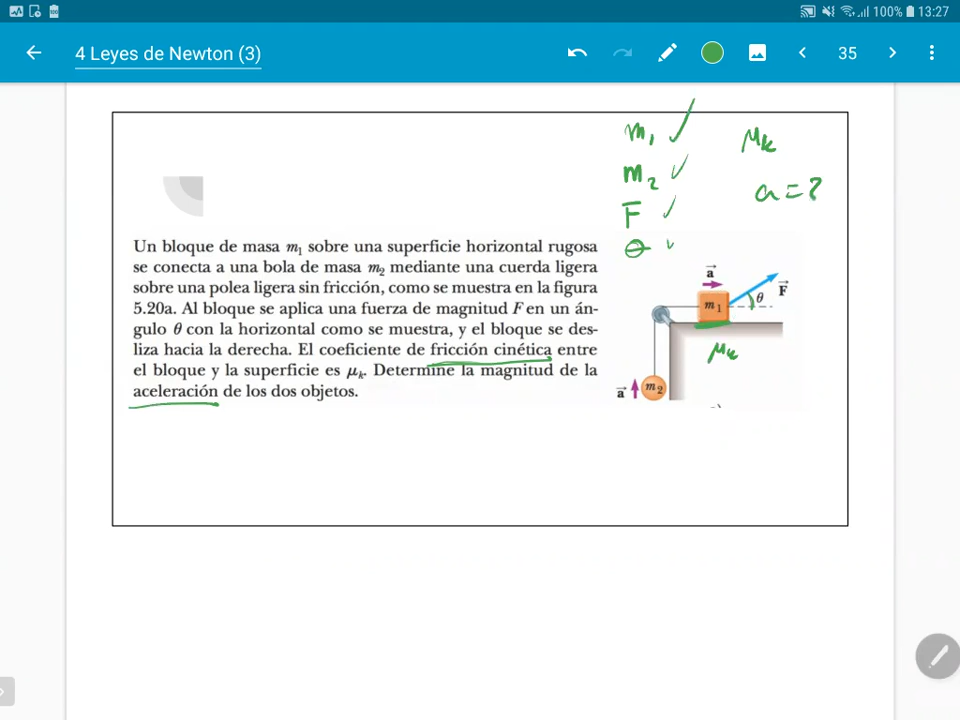 100% 13:27
4 Leyes de Newton (3)
35
m₁ ✓
m₂ ✓
F ✓
θ ✓
μk
a = ?
Un bloque de masa m₁ sobre una superficie horizontal rugosa
se conecta a una bola de masa m₂ mediante una cuerda ligera
sobre una polea ligera sin fricción, como se muestra en la figura
5.20a. Al bloque se aplica una fuerza de magnitud F en un án-
gulo θ con la horizontal como se muestra, y el bloque se des-
liza hacia la derecha. El coeficiente de fricción cinética entre
el bloque y la superficie es μk. Determine la magnitud de la
aceleración de los dos objetos.
a
m₁
θ
F
μk
a
m₂